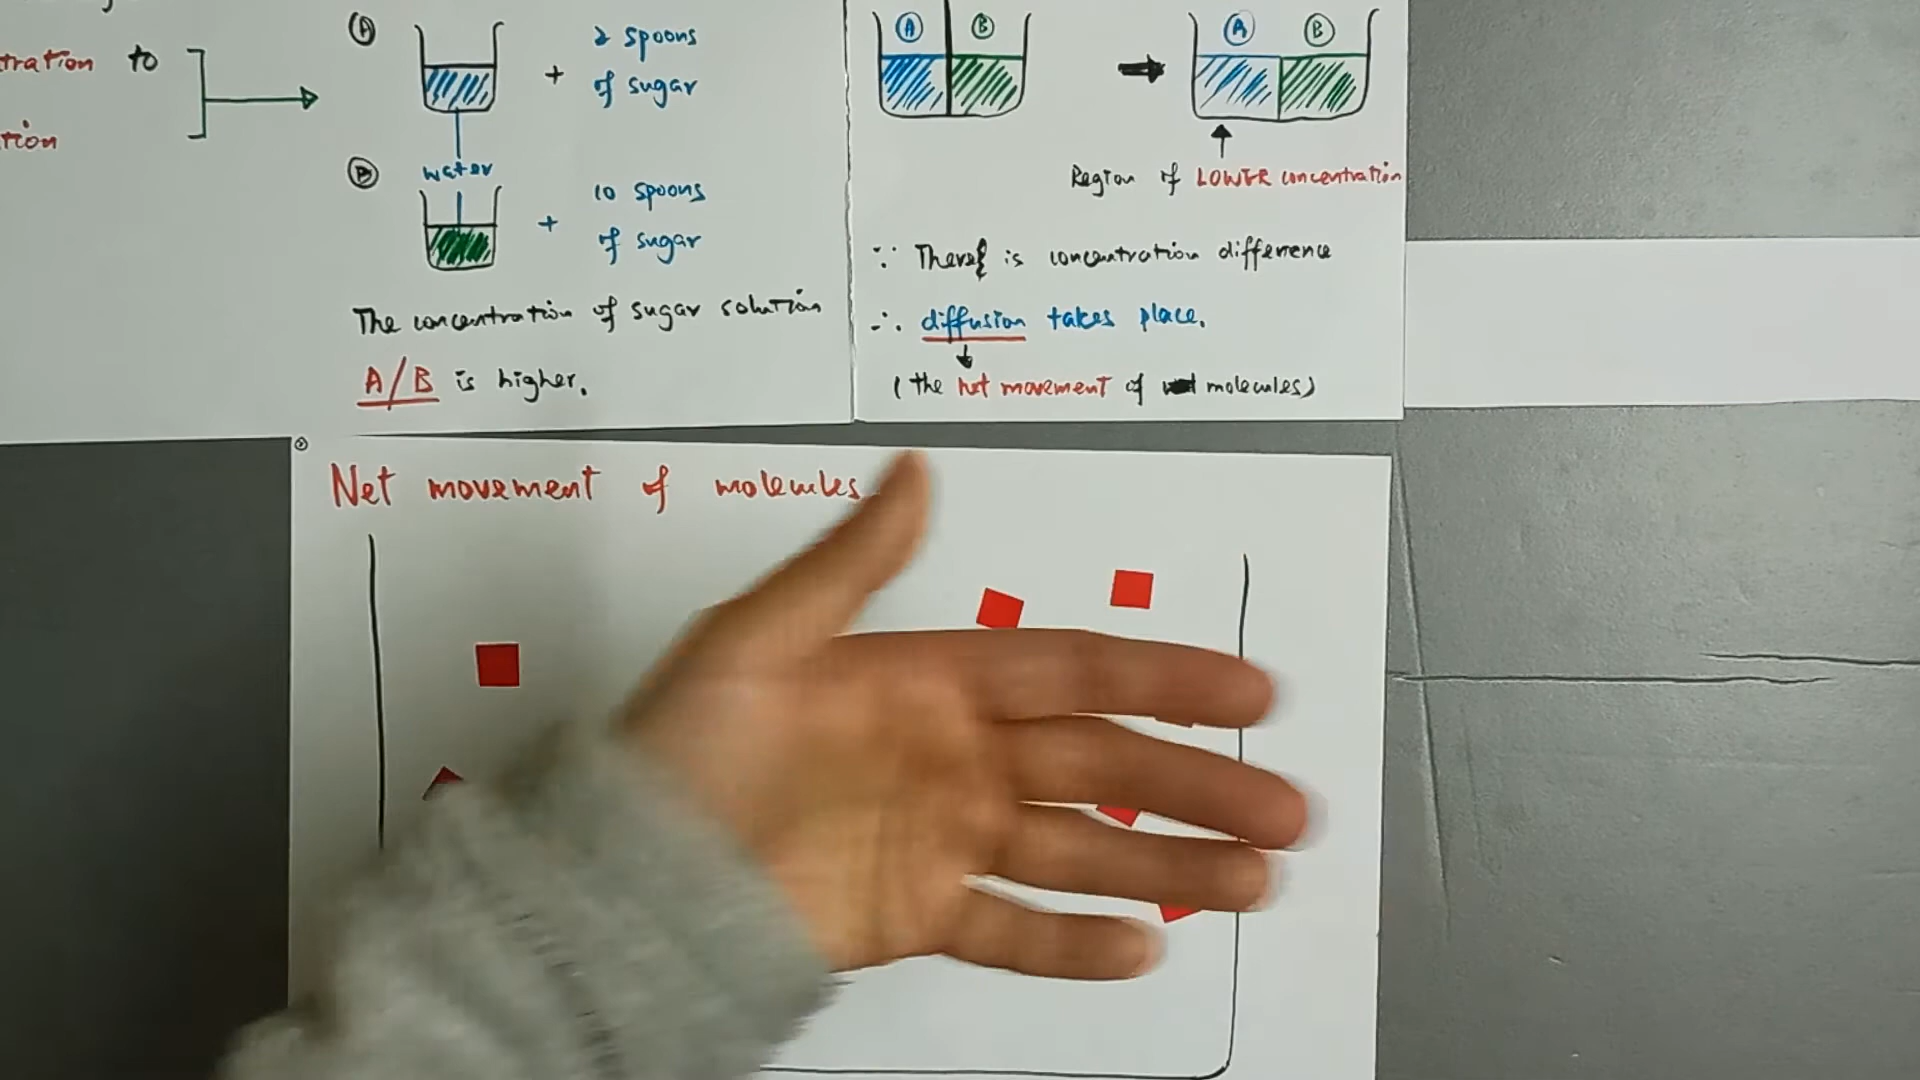 tration to
tion
A
2 spoons
+ of sugar
water
B
10 spoons
+ of sugar
The concentration of sugar solution
A/B is higher.
A B
A B
Region of LOWER concentration
∵ There is concentration difference
∴ diffusion takes place.
(the net movement of molecules)
Net movement of molecules